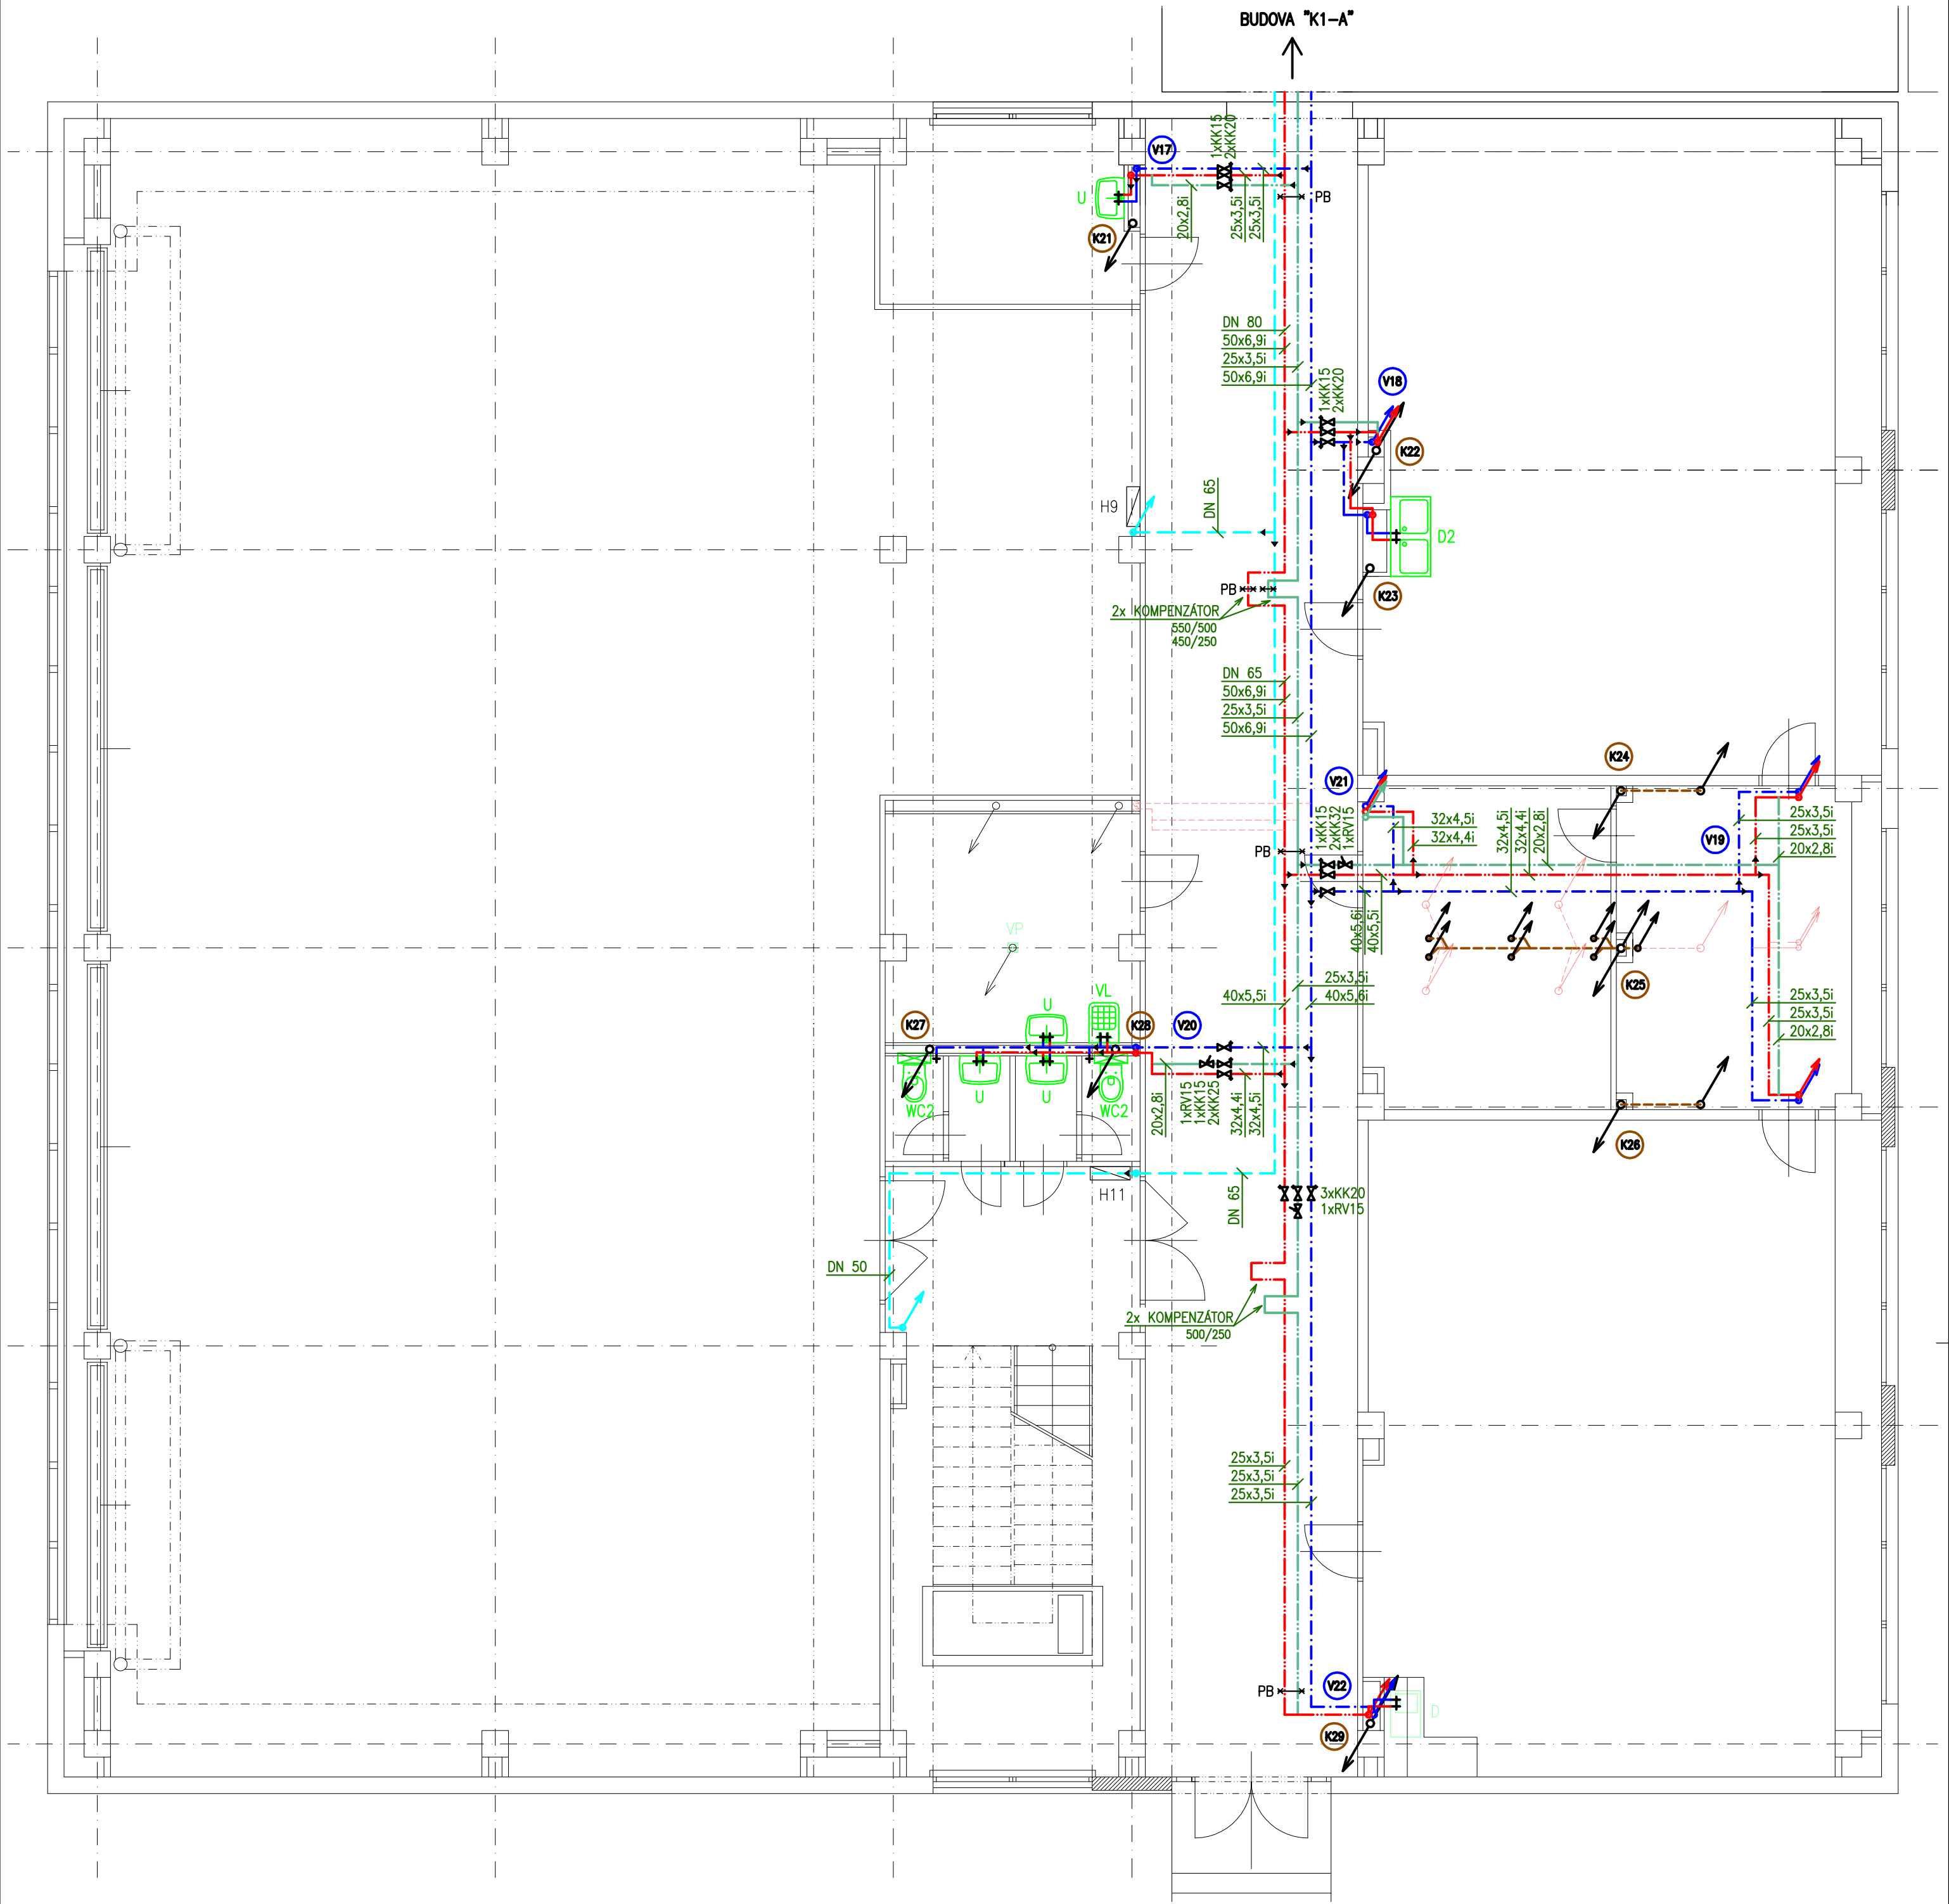 BUDOVA "K1-A"
V17
1xKK15
2xKK20
U
PB
K21
20x2,8i
25x3,5i
25x3,5i
DN 80
50x6,9i
25x3,5i
50x6,9i
1xKK15
2xKK20
V18
K22
H9
DN 65
D2
PB
K23
2x KOMPENZÁTOR
550/500
450/250
DN 65
50x6,9i
25x3,5i
50x6,9i
K24
V21
1xKK15
2xKK32
1xRV15
32x4,5i
32x4,4i
32x4,5i
32x4,4i
20x2,8i
V19
25x3,5i
25x3,5i
20x2,8i
PB
40x5,6i
40x5,5i
VP
K25
25x3,5i
40x5,5i
40x5,6i
25x3,5i
25x3,5i
20x2,8i
VL
U
K27
K28
V20
WC2
U
U
WC2
20x2,8i
1xRV15
1xKK15
2xKK25
32x4,4i
32x4,5i
K26
H11
DN 65
3xKK20
1xRV15
DN 50
2x KOMPENZÁTOR
500/250
25x3,5i
25x3,5i
25x3,5i
PB
V22
D
K29